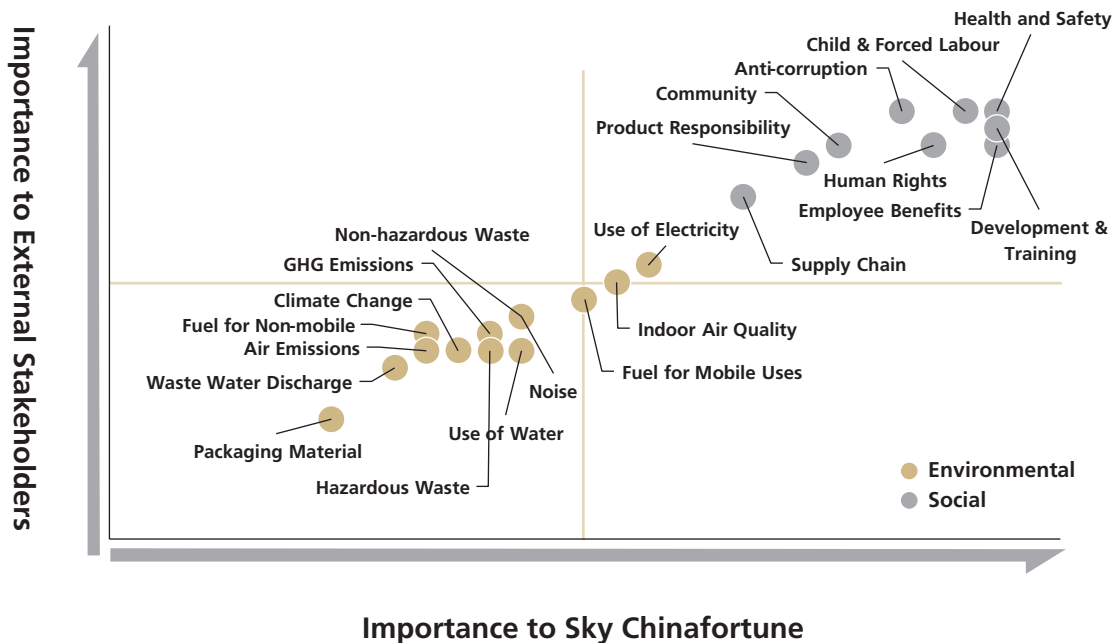 Importance to External Stakeholders
Health and Safety
Child & Forced Labour
Anti-corruption
Community
Product Responsibility
Human Rights
Employee Benefits
Development &
Training
Use of Electricity
Non-hazardous Waste
GHG Emissions
Supply Chain
Climate Change
Fuel for Non-mobile
Indoor Air Quality
Air Emissions
Fuel for Mobile Uses
Waste Water Discharge
Noise
Use of Water
Packaging Material
Hazardous Waste
Environmental
Social
Importance to Sky Chinafortune